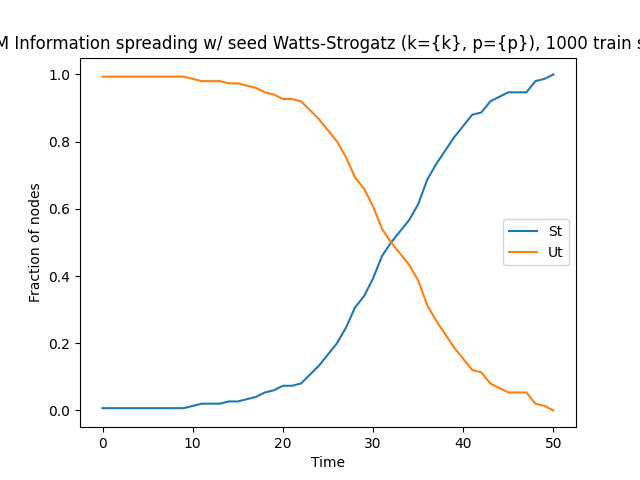 M Information spreading w/ seed Watts-Strogatz (k={k}, p={p}), 1000 train s
1.0
0.8
0.6
0.4
0.2
0.0
Fraction of nodes
St
Ut
0 10 20 30 40 50
Time